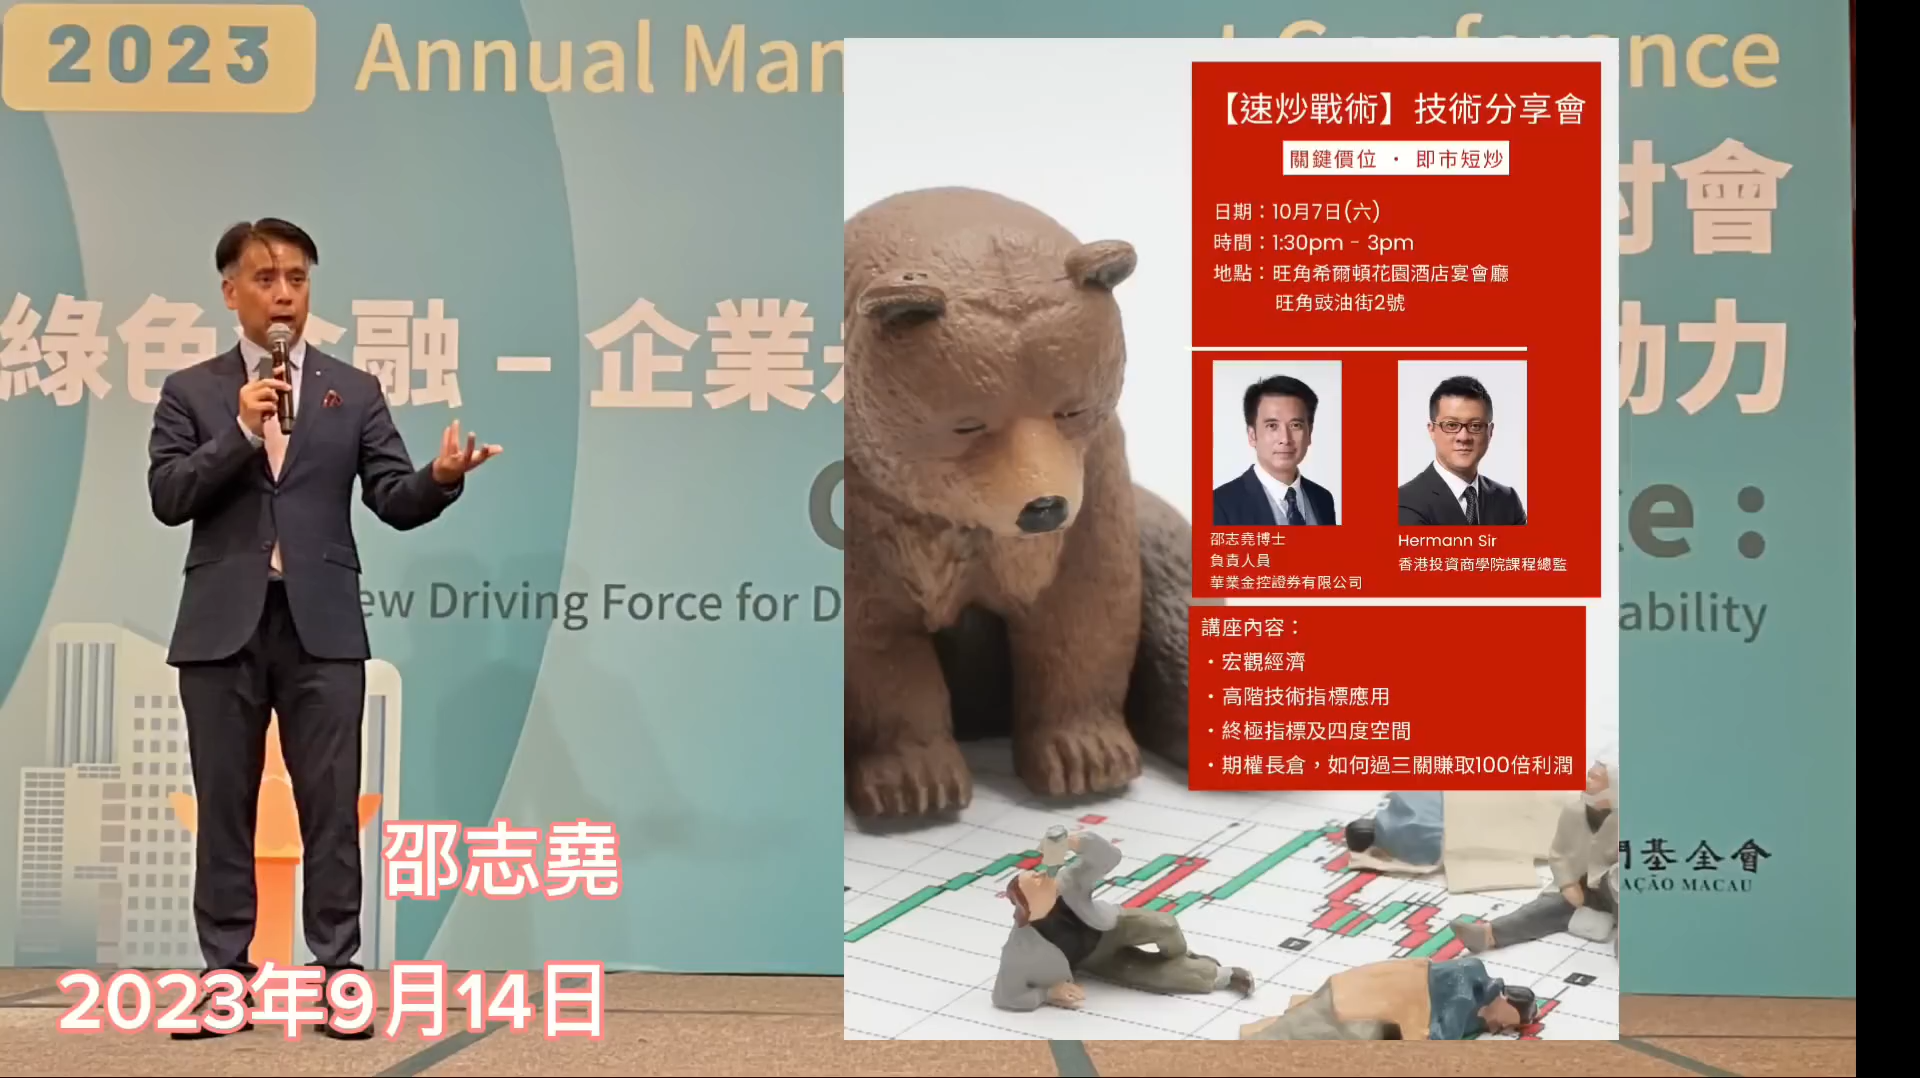 2023 Annual Man
nce
討會
綠色金融 – 企業
動力
e :
ew Driving Force for D
ability
門基金會
AÇÃO MACAU
邵志堯
2023年9月14日
【速炒戰術】技術分享會
關鍵價位 · 即市短炒
日期：10月7日(六)
時間：1:30pm - 3pm
地點：旺角希爾頓花園酒店宴會廳
旺角豉油街2號
邵志堯博士
負責人員
華業金控證券有限公司
Hermann Sir
香港投資商學院課程總監
講座內容：
· 宏觀經濟
· 高階技術指標應用
· 終極指標及四度空間
· 期權長倉，如何過三關賺取100倍利潤